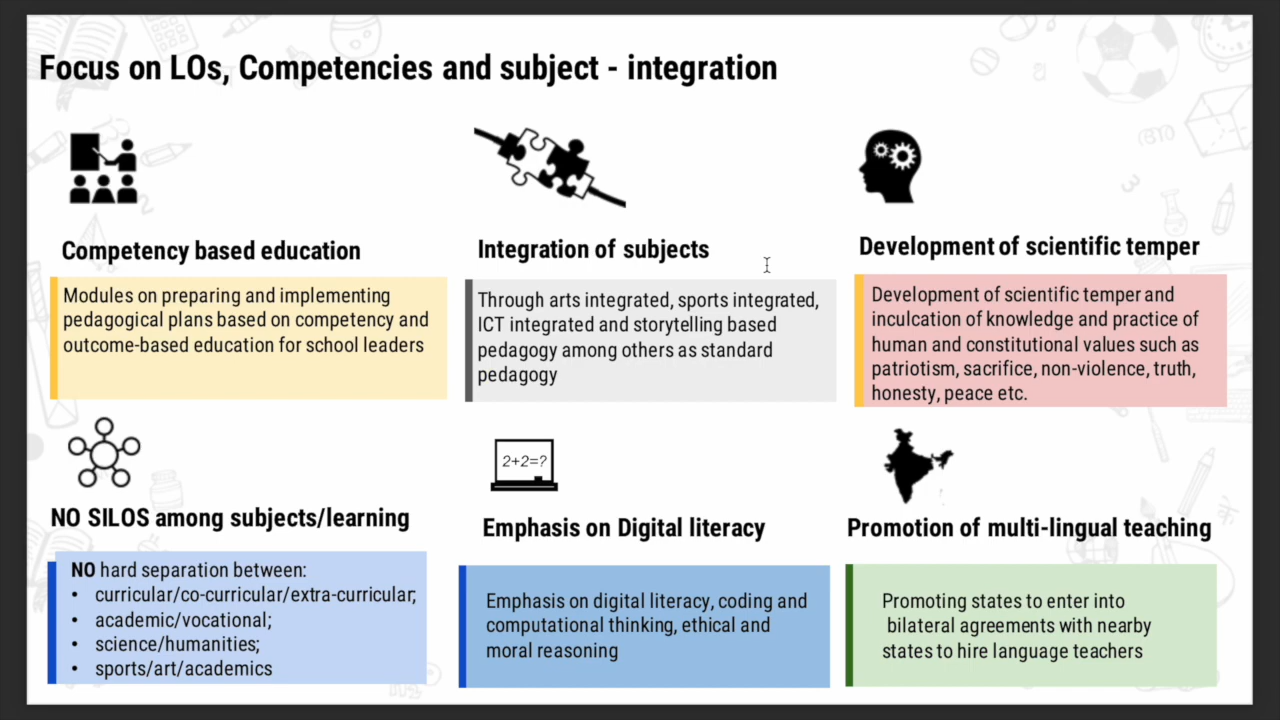 Focus on LOs, Competencies and subject - integration
Competency based education
Modules on preparing and implementing
pedagogical plans based on competency and
outcome-based education for school leaders
Integration of subjects
Through arts integrated, sports integrated,
ICT integrated and storytelling based
pedagogy among others as standard
pedagogy
Development of scientific temper
Development of scientific temper and
inculcation of knowledge and practice of
human and constitutional values such as
patriotism, sacrifice, non-violence, truth,
honesty, peace etc.
NO SILOS among subjects/learning
NO hard separation between:
• curricular/co-curricular/extra-curricular;
• academic/vocational;
• science/humanities;
• sports/art/academics
2+2=?
Emphasis on Digital literacy
Emphasis on digital literacy, coding and
computational thinking, ethical and
moral reasoning
Promotion of multi-lingual teaching
Promoting states to enter into
bilateral agreements with nearby
states to hire language teachers